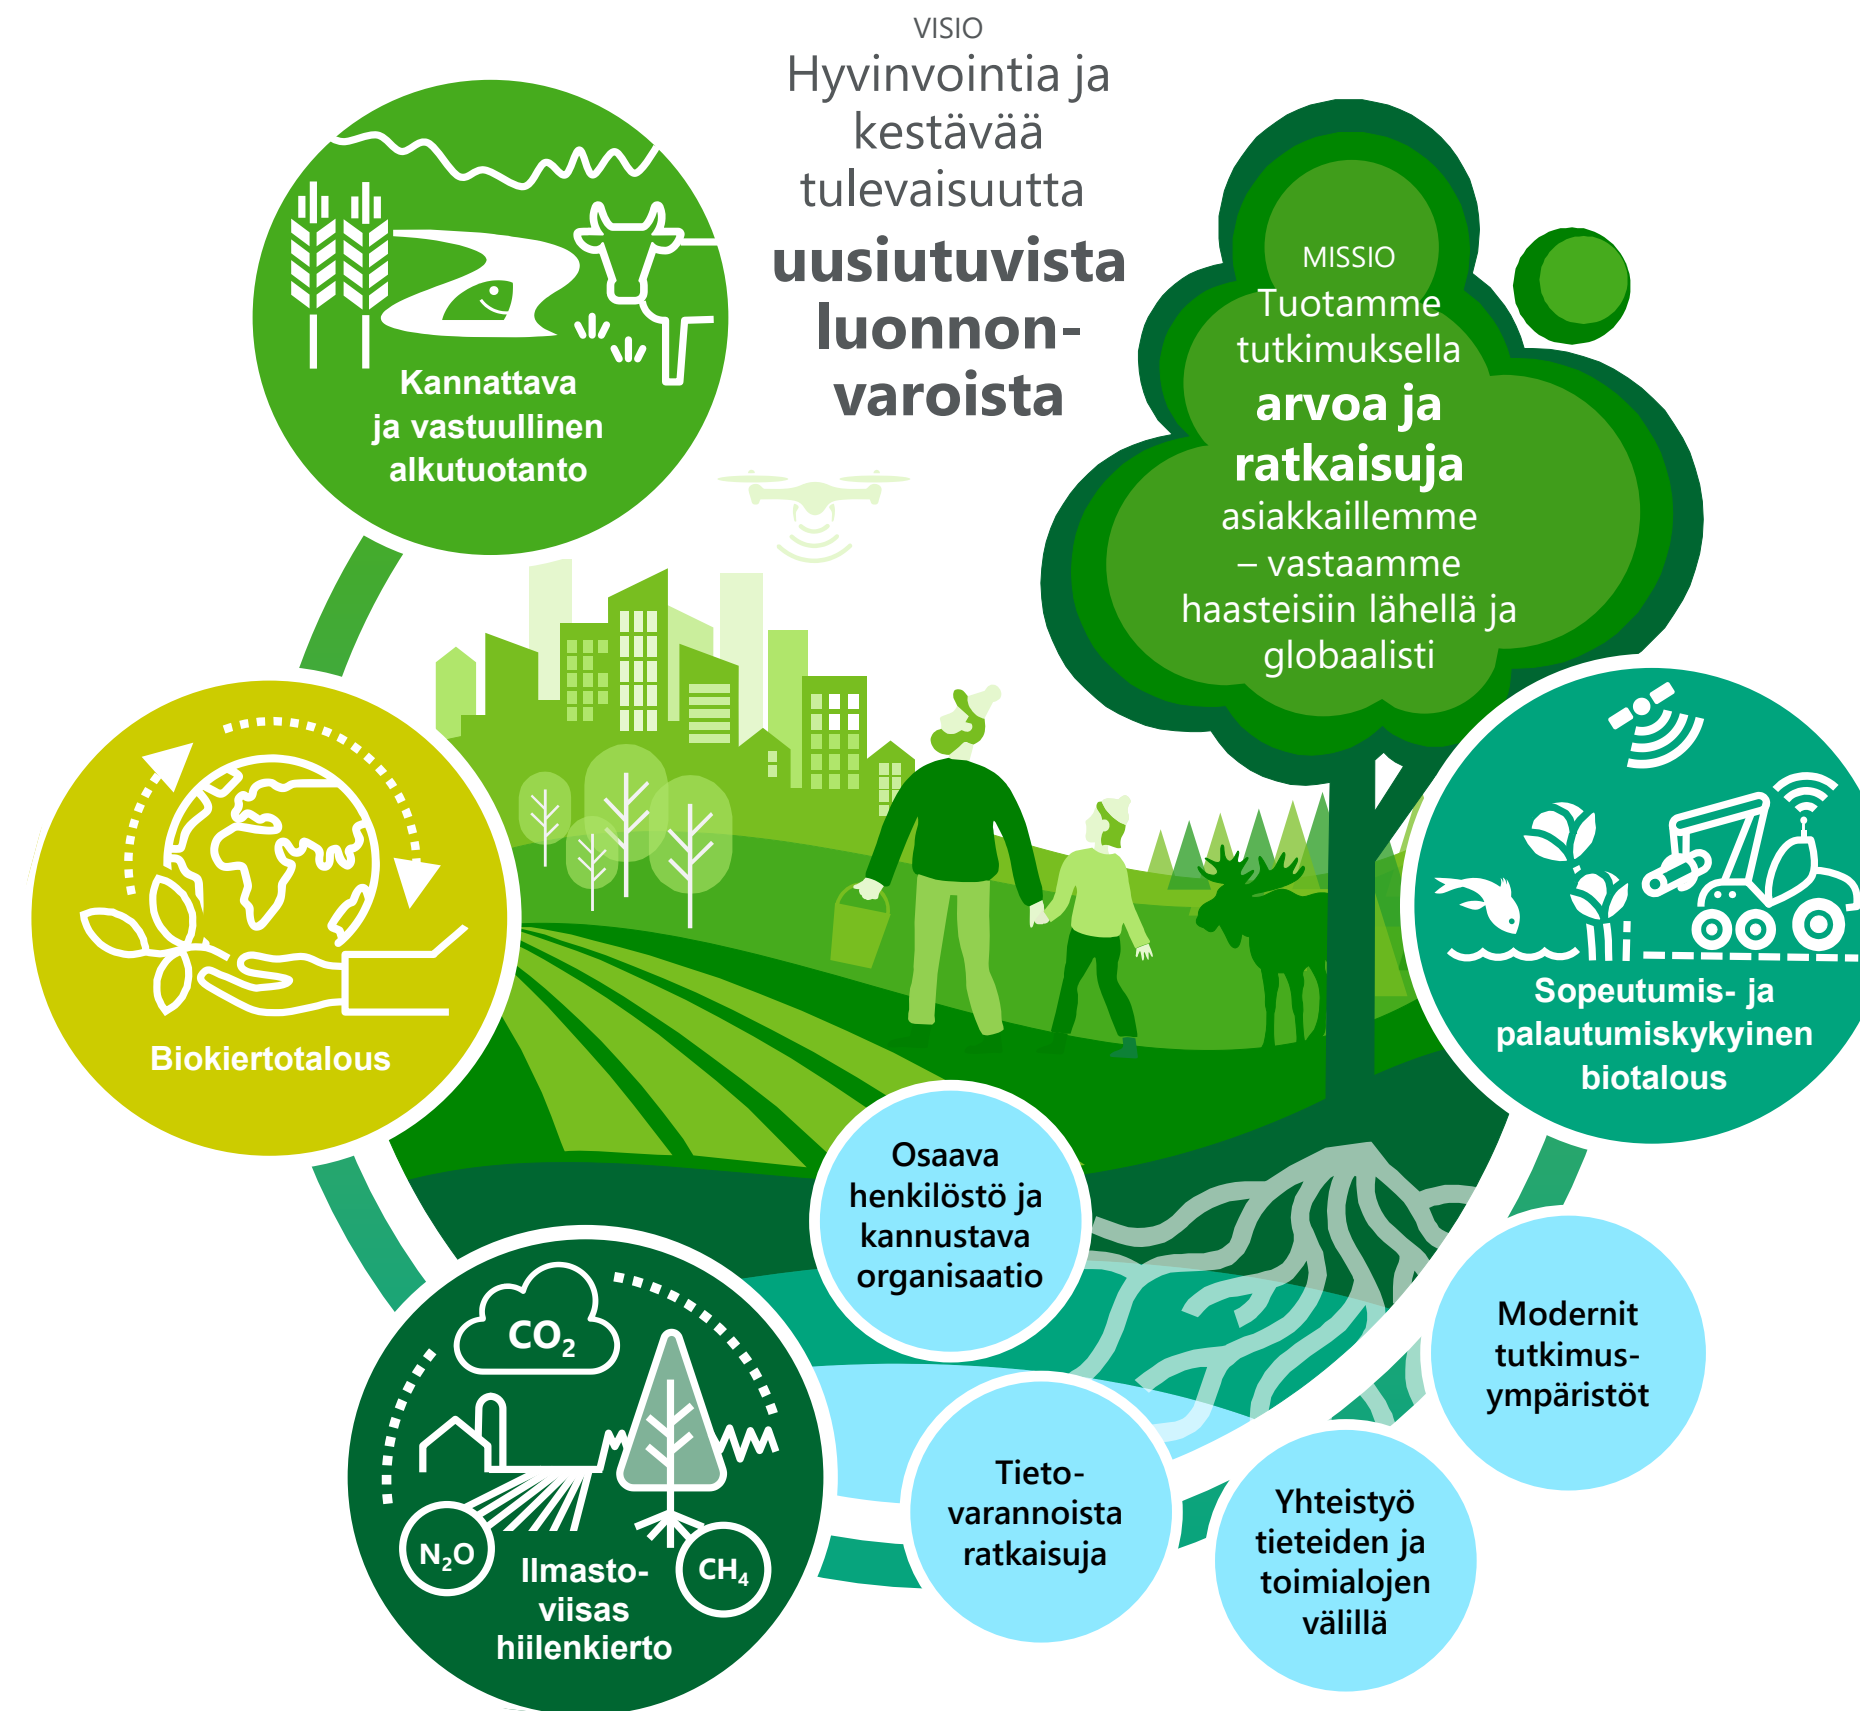 VISIO
Hyvinvointia ja
kestävää
tulevaisuutta
uusiutuvista
luonnon-
varoista
MISSIO
Tuotamme
tutkimuksella
arvoa ja
ratkaisuja
asiakkaillemme
– vastaamme
haasteisiin lähellä ja
globaalisti
Kannattava
ja vastuullinen
alkutuotanto
Biokiertotalous
Sopeutumis- ja
palautumiskykyinen
biotalous
CO₂
N₂O
CH₄
Ilmasto-
viisas
hiilenkierto
Osaava
henkilöstö ja
kannustava
organisaatio
Tieto-
varannoista
ratkaisuja
Yhteistyö
tieteiden ja
toimialojen
välillä
Modernit
tutkimus-
ympäristöt